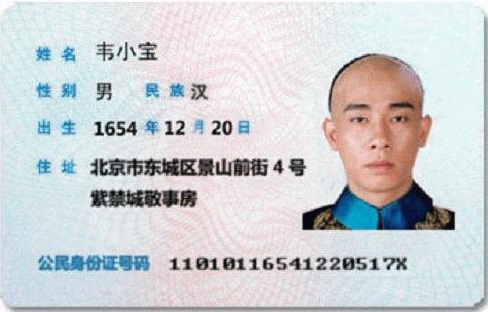 姓名 韦小宝
性别 男 民族 汉
出生 1654 年 12 月 20 日
住址 北京市东城区景山前街 4 号
紫禁城敬事房
公民身份证号码 11010116541220517X